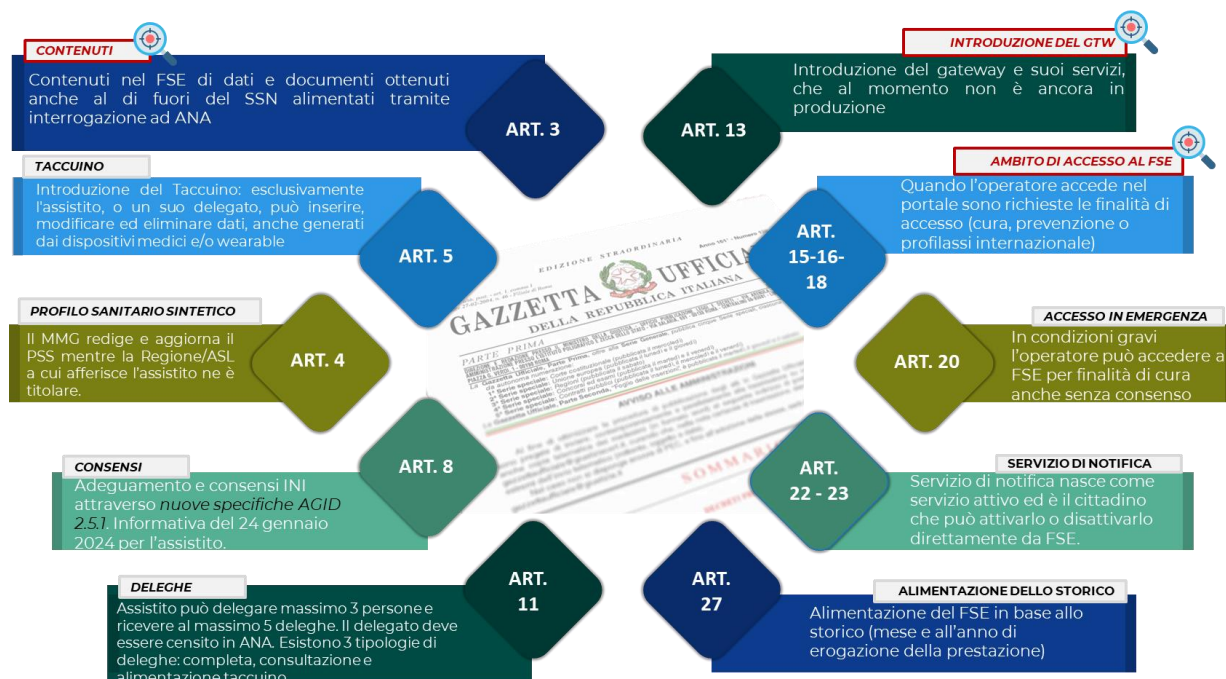 CONTENUTI
Contenuti nel FSE di dati e documenti ottenuti
anche al di fuori del SSN alimentati tramite
interrogazione ad ANA
ART. 3
TACCUINO
Introduzione del Taccuino: esclusivamente
l'assistito, o un suo delegato, può inserire,
modificare ed eliminare dati, anche generati
dai dispositivi medici e/o wearable
ART. 5
PROFILO SANITARIO SINTETICO
Il MMG redige e aggiorna il
PSS mentre la Regione/ASL
a cui afferisce l'assistito ne è
titolare.
ART. 4
CONSENSI
Adeguamento e consensi INI
attraverso nuove specifiche AGID
2.5.1. Informativa del 24 gennaio
2024 per l'assistito.
ART. 8
DELEGHE
Assistito può delegare massimo 3 persone e
ricevere al massimo 5 deleghe. Il delegato deve
essere censito in ANA. Esistono 3 tipologie di
deleghe: completa, consultazione e
alimentazione taccuino
ART.
11
INTRODUZIONE DEL GTW
Introduzione del gateway e suoi servizi,
che al momento non è ancora in
produzione
ART. 13
AMBITO DI ACCESSO AL FSE
Quando l'operatore accede nel
portale sono richieste le finalità di
accesso (cura, prevenzione o
profilassi internazionale)
ART.
15-16-
18
ACCESSO IN EMERGENZA
In condizioni gravi
l'operatore può accedere a
FSE per finalità di cura
anche senza consenso
ART. 20
SERVIZIO DI NOTIFICA
Servizio di notifica nasce come
servizio attivo ed è il cittadino
che può attivarlo o disattivarlo
direttamente da FSE.
ART.
22 - 23
ALIMENTAZIONE DELLO STORICO
Alimentazione del FSE in base allo
storico (mese e all'anno di
erogazione della prestazione)
ART.
27
EDIZIONE STRAORDINARIA
GAZZETTA UFFICIA
DELLA REPUBBLICA ITALIANA
PARTE PRIMA
AVVISO ALLE AMMINISTRAZIONI
SOMMARI